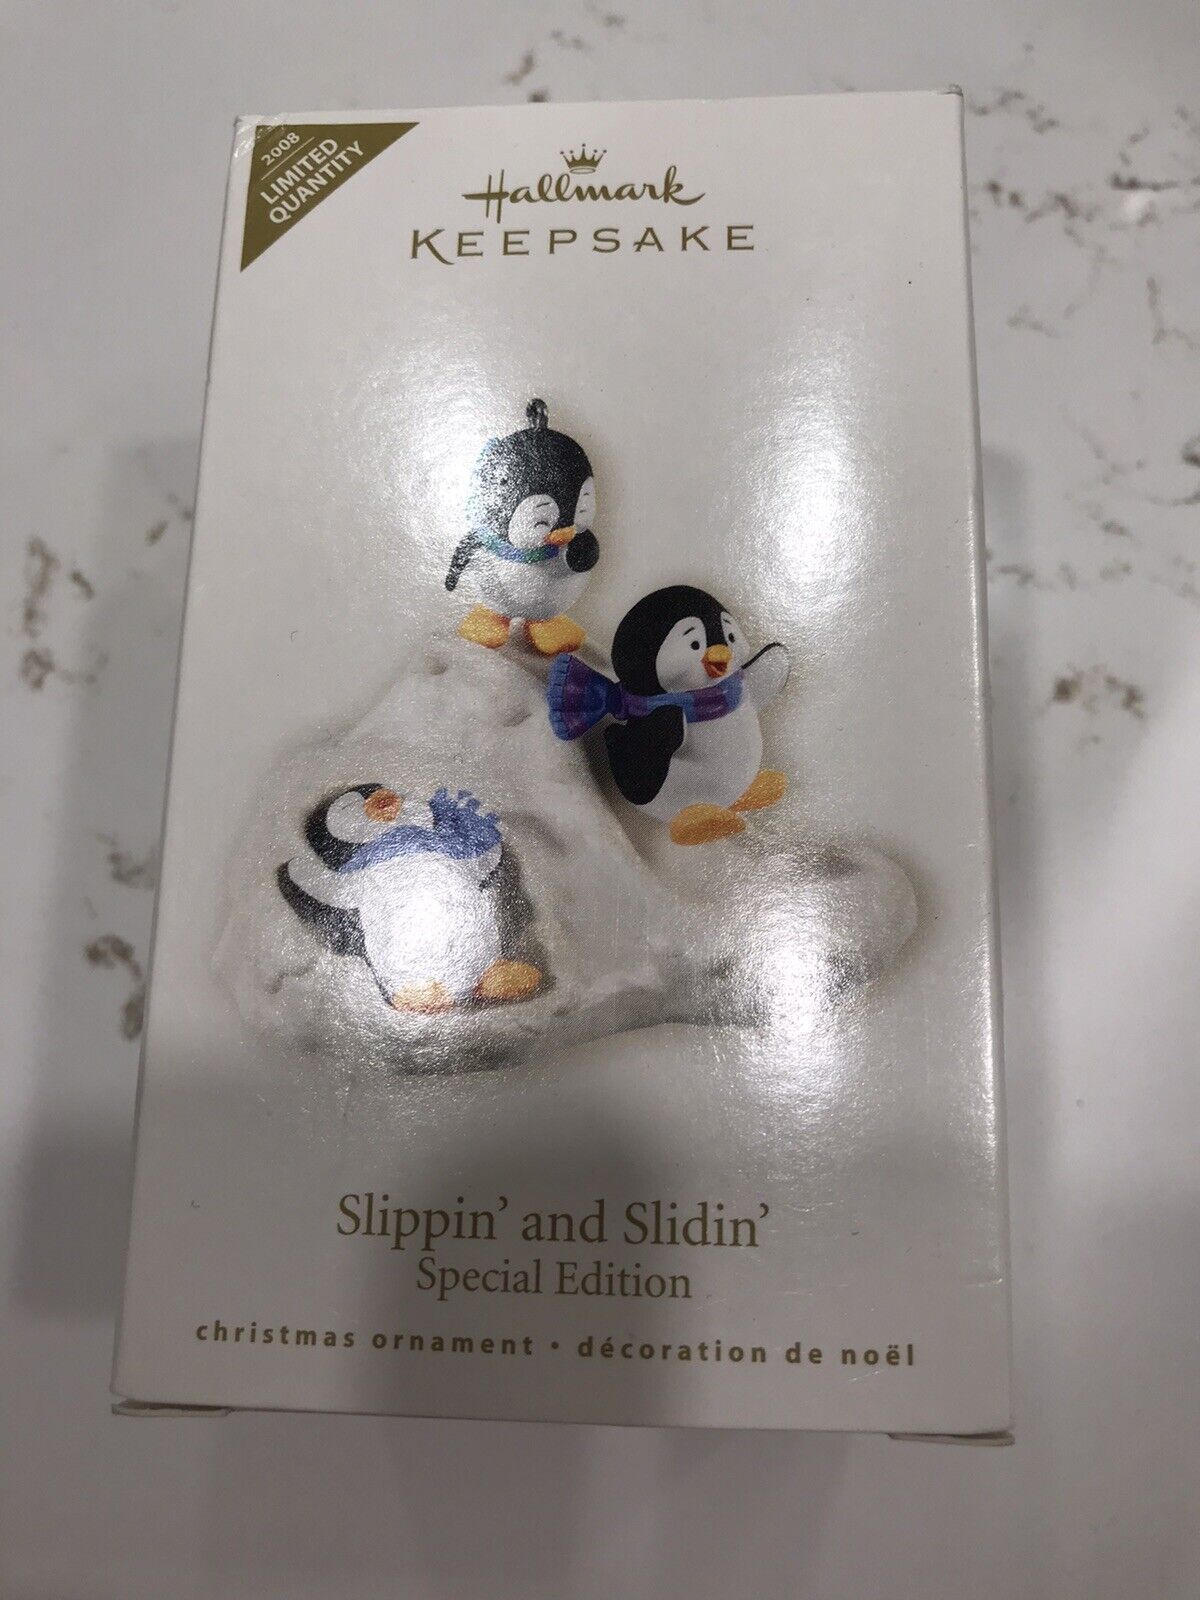 2008
LIMITED
QUANTITY
Hallmark
KEEPSAKE
Slippin’ and Slidin’
Special Edition
christmas ornament • décoration de noël